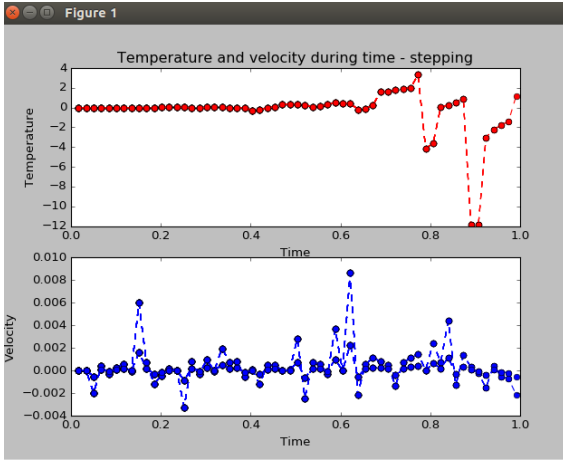 Figure 1
Temperature and velocity during time - stepping
4
2
0
−2
−4
−6
−8
−10
−12
Temperature
0.0 0.2 0.4 0.6 0.8 1.0
Time
0.010
0.008
0.006
0.004
0.002
0.000
−0.002
−0.004
Velocity
0.0 0.2 0.4 0.6 0.8 1.0
Time